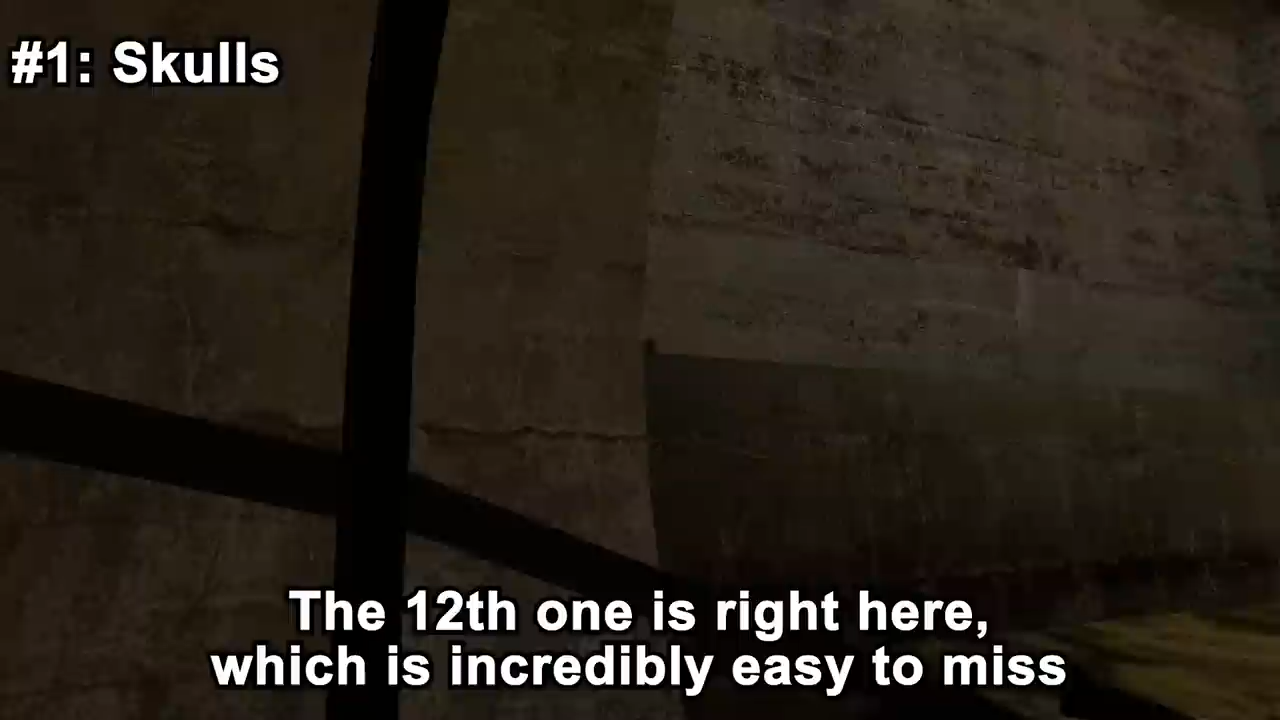 #1: Skulls
The 12th one is right here,
which is incredibly easy to miss